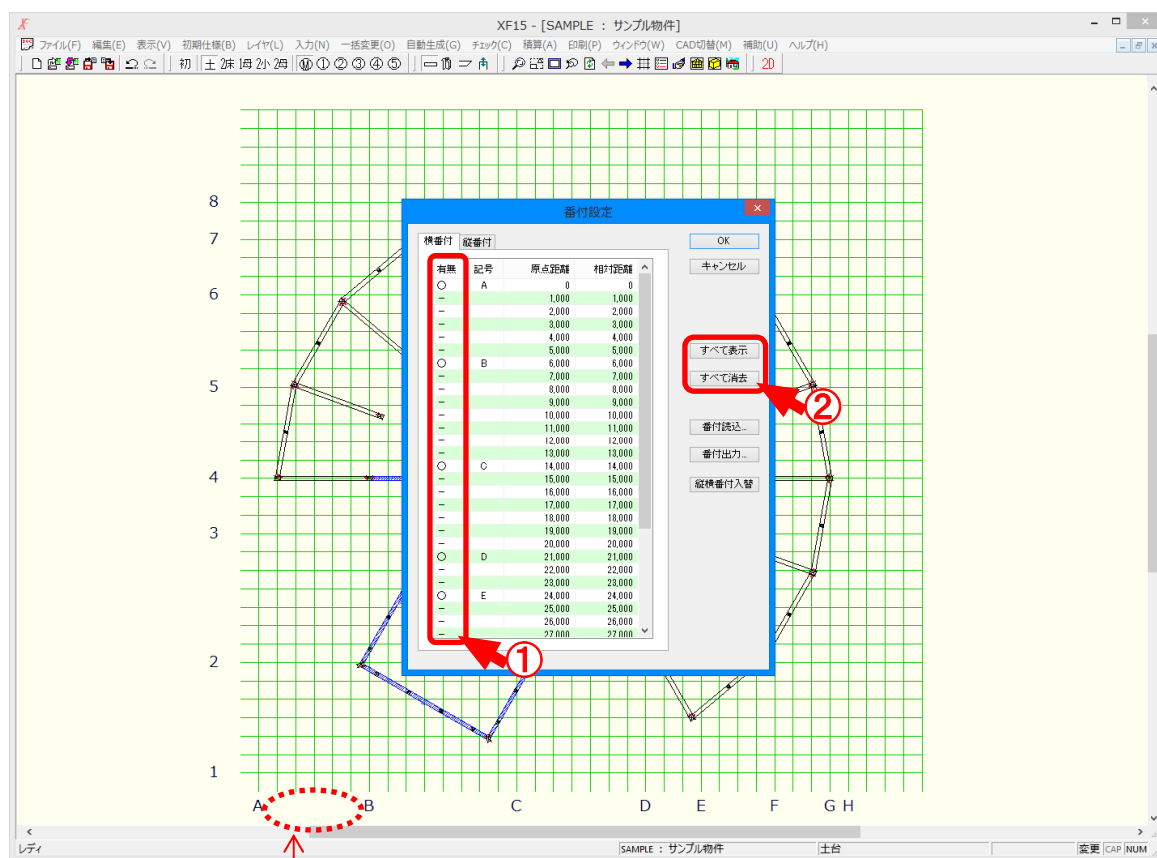 XF15 - [SAMPLE : サンプル物件]
ファイル(F) 編集(E) 表示(V) 初期仕様(B) レイヤ(L) 入力(N) 一括変更(O) 自動生成(G) チェック(C) 積算(A) 印刷(P) ウィンドウ(W) CAD切替(M) 補助(U) ヘルプ(H)
初 土 2床 1母 2小 2母 W 1 2 3 4 5 2D
8
7
6
5
4
3
2
1
A B C D E F G H
番付設定
横番付 縦番付
有無 記号 原点距離 相対距離
○ A 0 0
- 1,000 1,000
- 2,000 2,000
- 3,000 3,000
- 4,000 4,000
- 5,000 5,000
○ B 6,000 6,000
- 7,000 7,000
- 8,000 8,000
- 9,000 9,000
- 10,000 10,000
- 11,000 11,000
- 12,000 12,000
- 13,000 13,000
○ C 14,000 14,000
- 15,000 15,000
- 16,000 16,000
- 17,000 17,000
- 18,000 18,000
- 19,000 19,000
- 20,000 20,000
○ D 21,000 21,000
- 22,000 22,000
- 23,000 23,000
○ E 24,000 24,000
- 25,000 25,000
- 26,000 26,000
- 27,000 27,000
OK
キャンセル
すべて表示
すべて消去
番付読込...
番付出力...
縦横番付入替
①
②
レディ SAMPLE : サンプル物件 土台 変更 CAP NUM